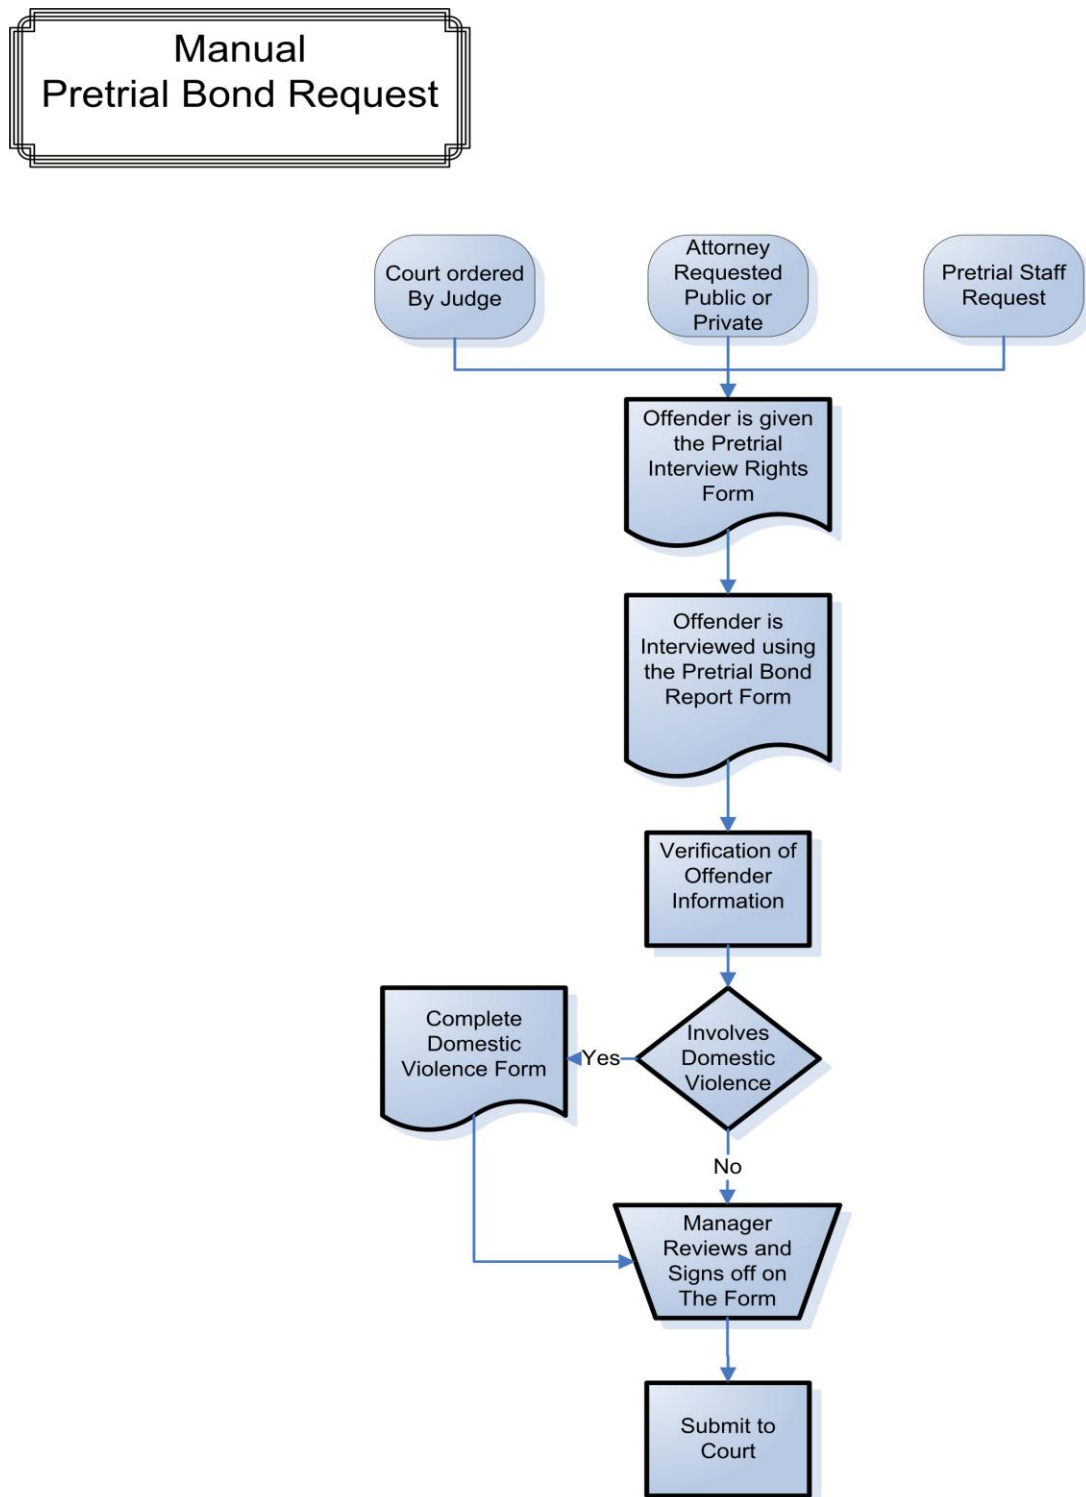 Manual
Pretrial Bond Request
Court ordered
By Judge
Attorney
Requested
Public or
Private
Pretrial Staff
Request
Offender is given
the Pretrial
Interview Rights
Form
Offender is
Interviewed using
the Pretrial Bond
Report Form
Verification of
Offender
Information
Involves
Domestic
Violence
Yes
Complete
Domestic
Violence Form
No
Manager
Reviews and
Signs off on
The Form
Submit to
Court